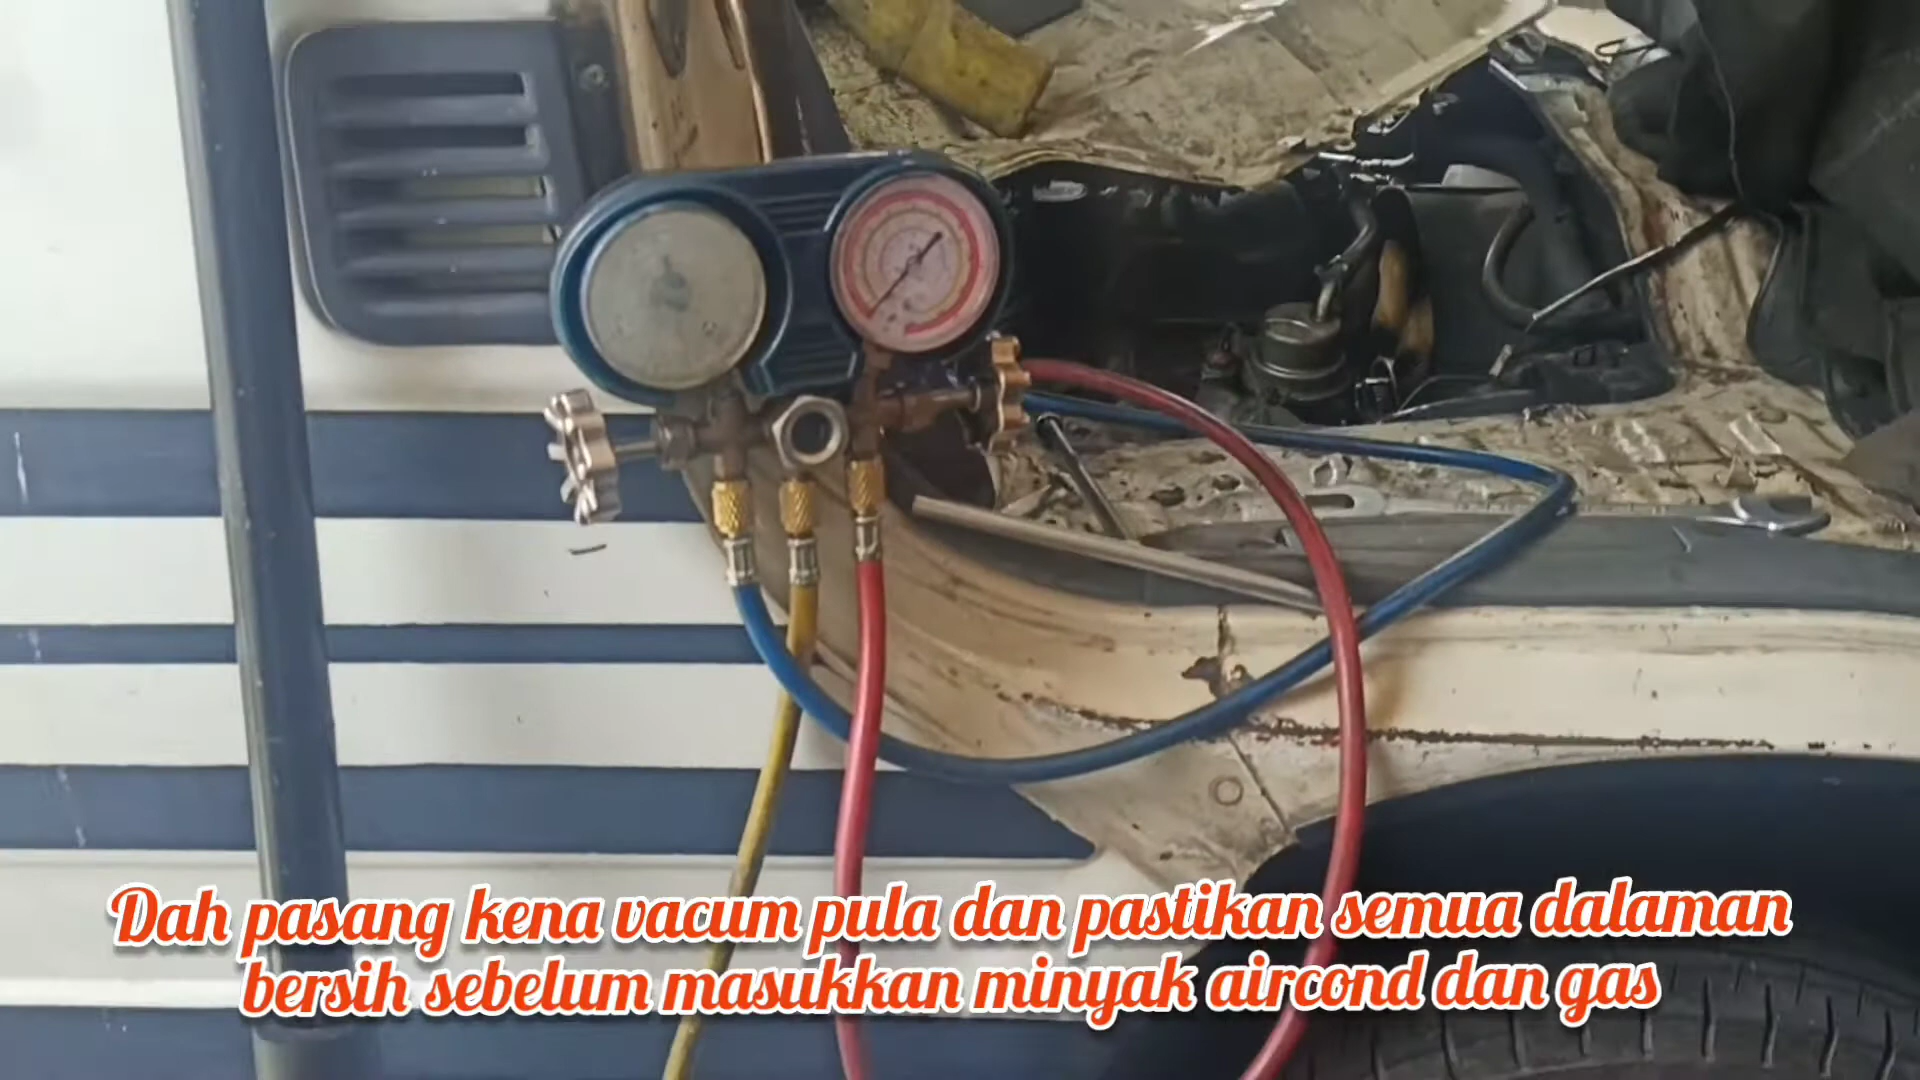 Dah pasang kena vacum pula dan pastikan semua dalaman
bersih sebelum masukkan minyak aircond dan gas